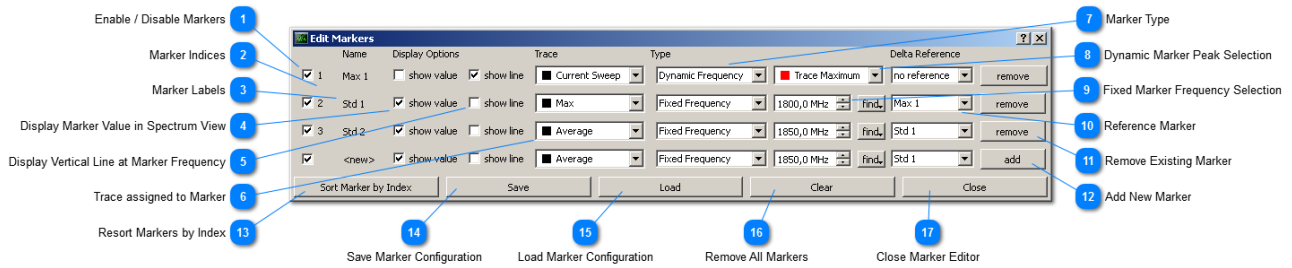 Enable / Disable Markers 1
Marker Indices 2
Marker Labels 3
Display Marker Value in Spectrum View 4
Display Vertical Line at Marker Frequency 5
Trace assigned to Marker 6
Resort Markers by Index 13
Edit Markers
Name Display Options Trace Type Delta Reference
1 Max 1 show value show line Current Sweep Dynamic Frequency Trace Maximum no reference remove
2 Std 1 show value show line Max Fixed Frequency 1800,0 MHz find. Max 1 remove
3 Std 2 show value show line Average Fixed Frequency 1850,0 MHz find. Std 1 remove
<new> show value show line Average Fixed Frequency 1850,0 MHz find. Std 1 add
Sort Marker by Index Save Load Clear Close
7 Marker Type
8 Dynamic Marker Peak Selection
9 Fixed Marker Frequency Selection
10 Reference Marker
11 Remove Existing Marker
12 Add New Marker
14
Save Marker Configuration
15
Load Marker Configuration
16
Remove All Markers
17
Close Marker Editor